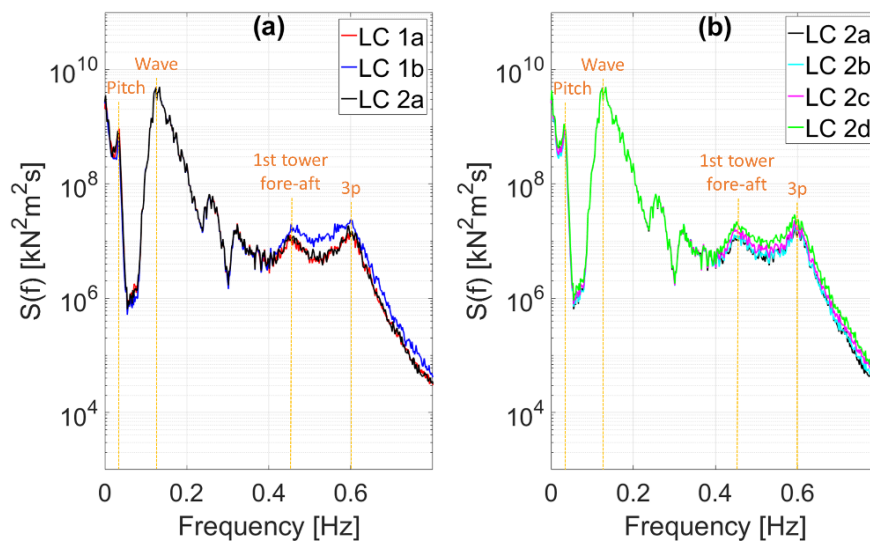 (a)
LC 1a
LC 1b
LC 2a
Wave
Pitch
1st tower
fore-aft
3p
10^10
10^8
10^6
10^4
S(f) [kN^2m^2s]
0
0.2
0.4
0.6
Frequency [Hz]
(b)
LC 2a
LC 2b
LC 2c
LC 2d
Wave
Pitch
1st tower
fore-aft
3p
10^10
10^8
10^6
10^4
S(f) [kN^2m^2s]
0
0.2
0.4
0.6
Frequency [Hz]